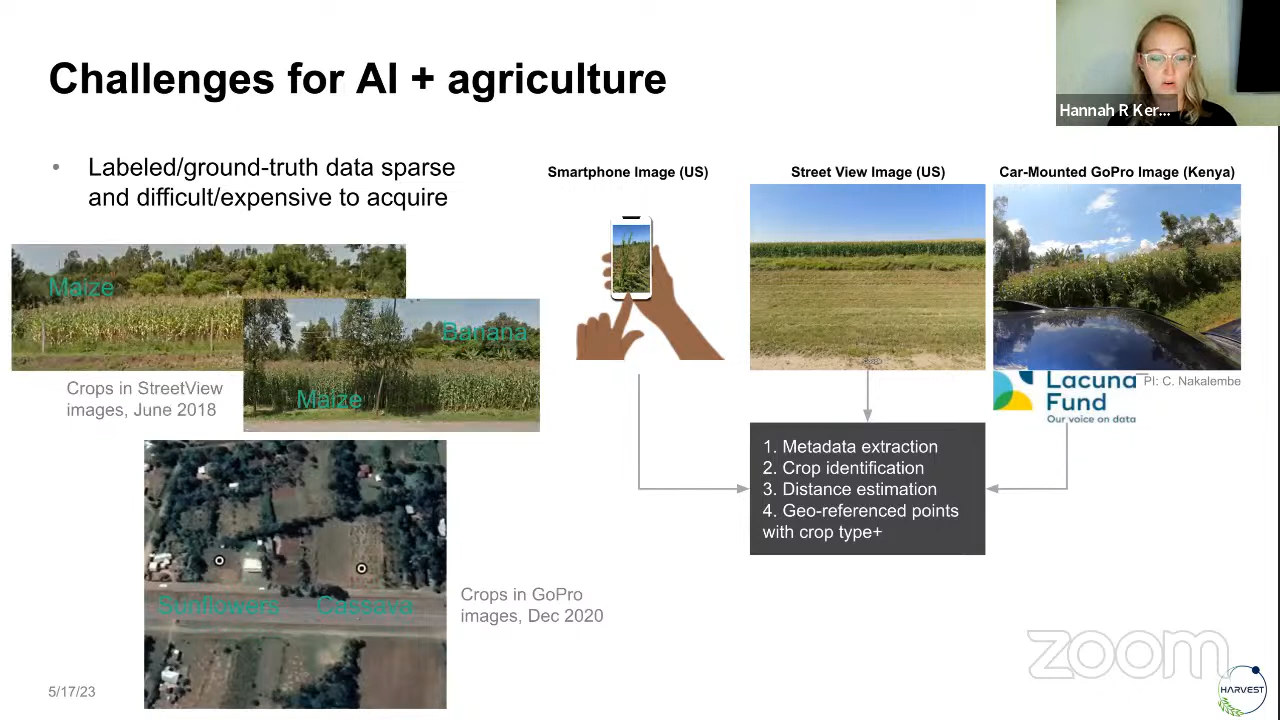 Challenges for AI + agriculture
Hannah R Ker...
• Labeled/ground-truth data sparse
and difficult/expensive to acquire
Smartphone Image (US)
Street View Image (US)
Car-Mounted GoPro Image (Kenya)
Maize
Banana
Maize
Crops in StreetView
images, June 2018
PI: C. Nakalembe
Lacuna
Fund
Our voice on data
1. Metadata extraction
2. Crop identification
3. Distance estimation
4. Geo-referenced points
with crop type+
Sunflowers
Cassava
Crops in GoPro
images, Dec 2020
5/17/23
zoom
HARVEST